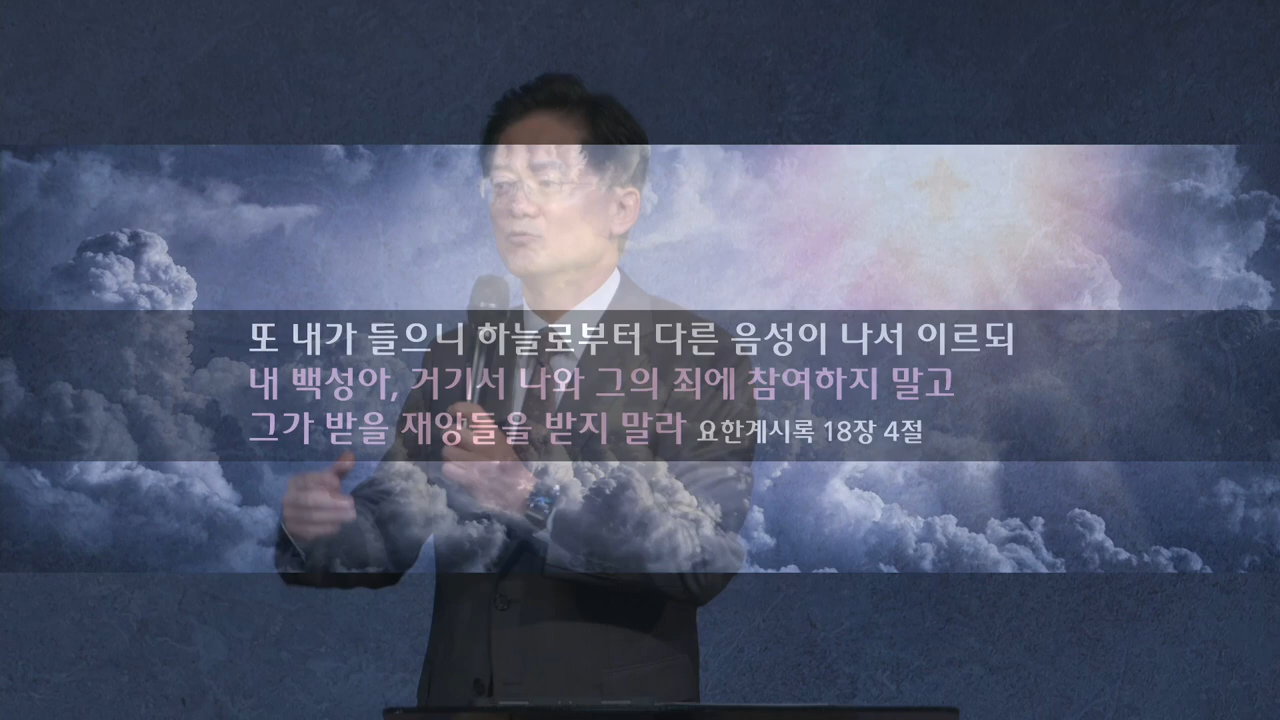 또 내가 들으니 하늘로부터 다른 음성이 나서 이르되
내 백성아, 거기서 나와 그의 죄에 참여하지 말고
그가 받을 재앙들을 받지 말라 요한계시록 18장 4절